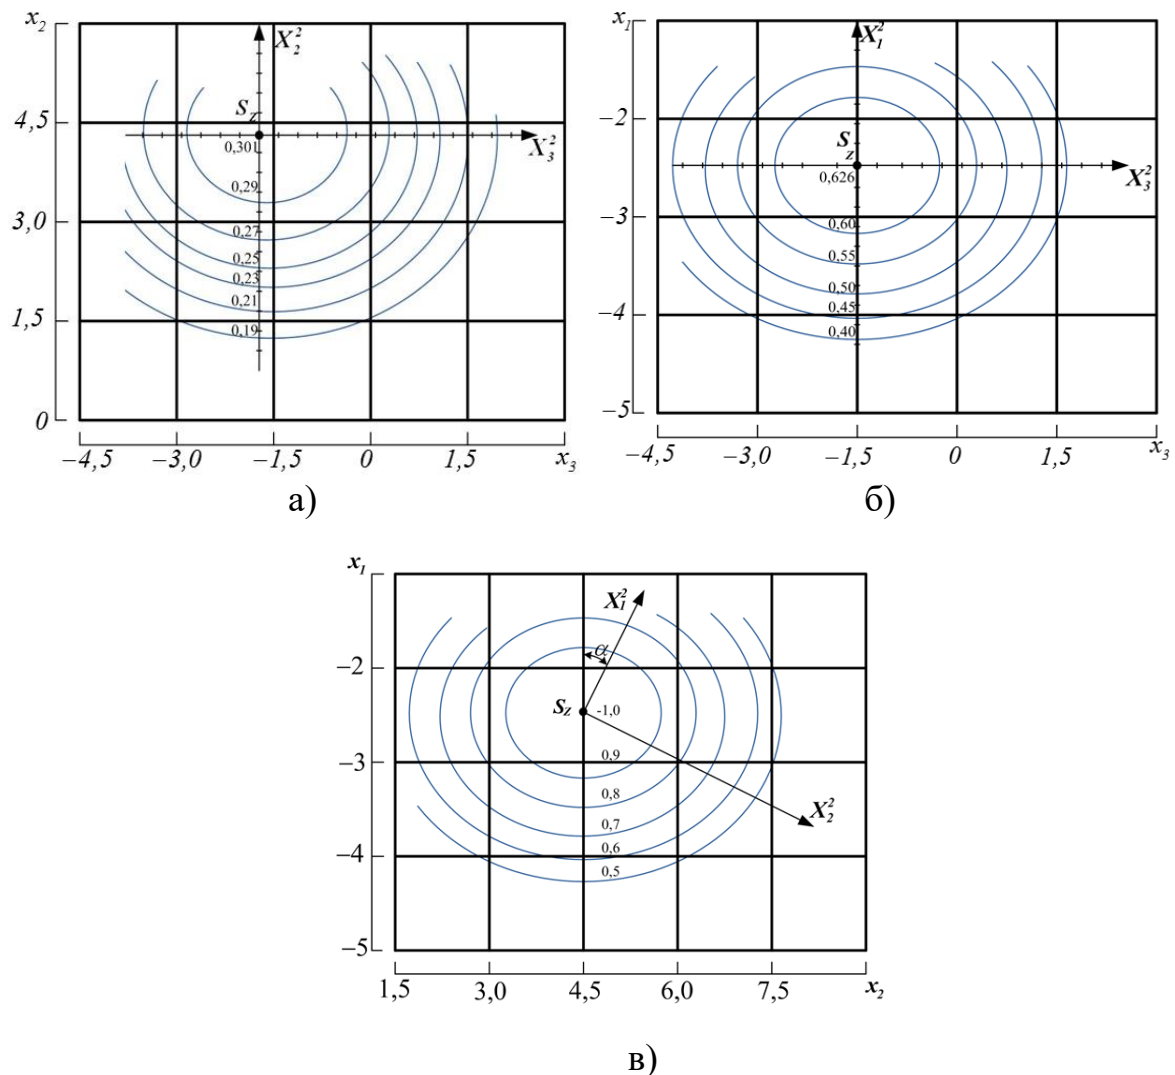 x₂
X₂²
4,5
S_z
X₃²
0,301
0,29
3,0
0,27
0,25
0,23
0,21
1,5
0,19
0
−4,5 −3,0 −1,5 0 1,5 x₃
а)
x₁
X₁²
−2
S_z
X₃²
0,626
−3
0,60
0,55
0,50
0,45
−4
0,40
−5
−4,5 −3,0 −1,5 0 1,5 x₃
б)
x₁
X₁²
α
−2
S_z -1,0
−3
0,9
0,8
X₂²
0,7
0,6
−4
0,5
−5
1,5 3,0 4,5 6,0 7,5 x₂
в)